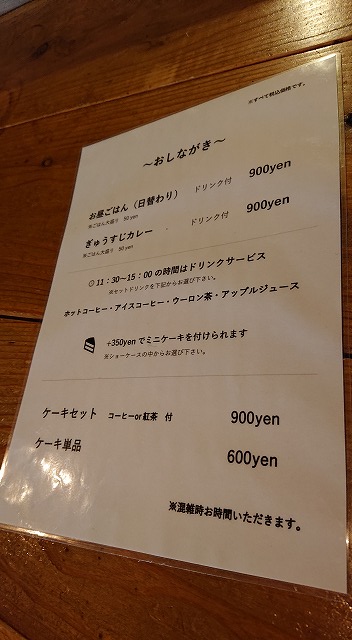 ※すべて税込価格です。
～おしながき～
お昼ごはん（日替わり） ドリンク付 900yen
※ごはん大盛り 50 yen
ぎゅうすじカレー ドリンク付 900yen
※ごはん大盛り 50 yen
11：30～15：00 の時間はドリンクサービス
※セットドリンクを下記からお選び下さい。
ホットコーヒー・アイスコーヒー・ウーロン茶・アップルジュース
+350yen でミニケーキを付けられます
※ショーケースの中からお選び下さい。
ケーキセット コーヒーor 紅茶 付 900yen
ケーキ単品 600yen
※混雑時お時間いただきます。